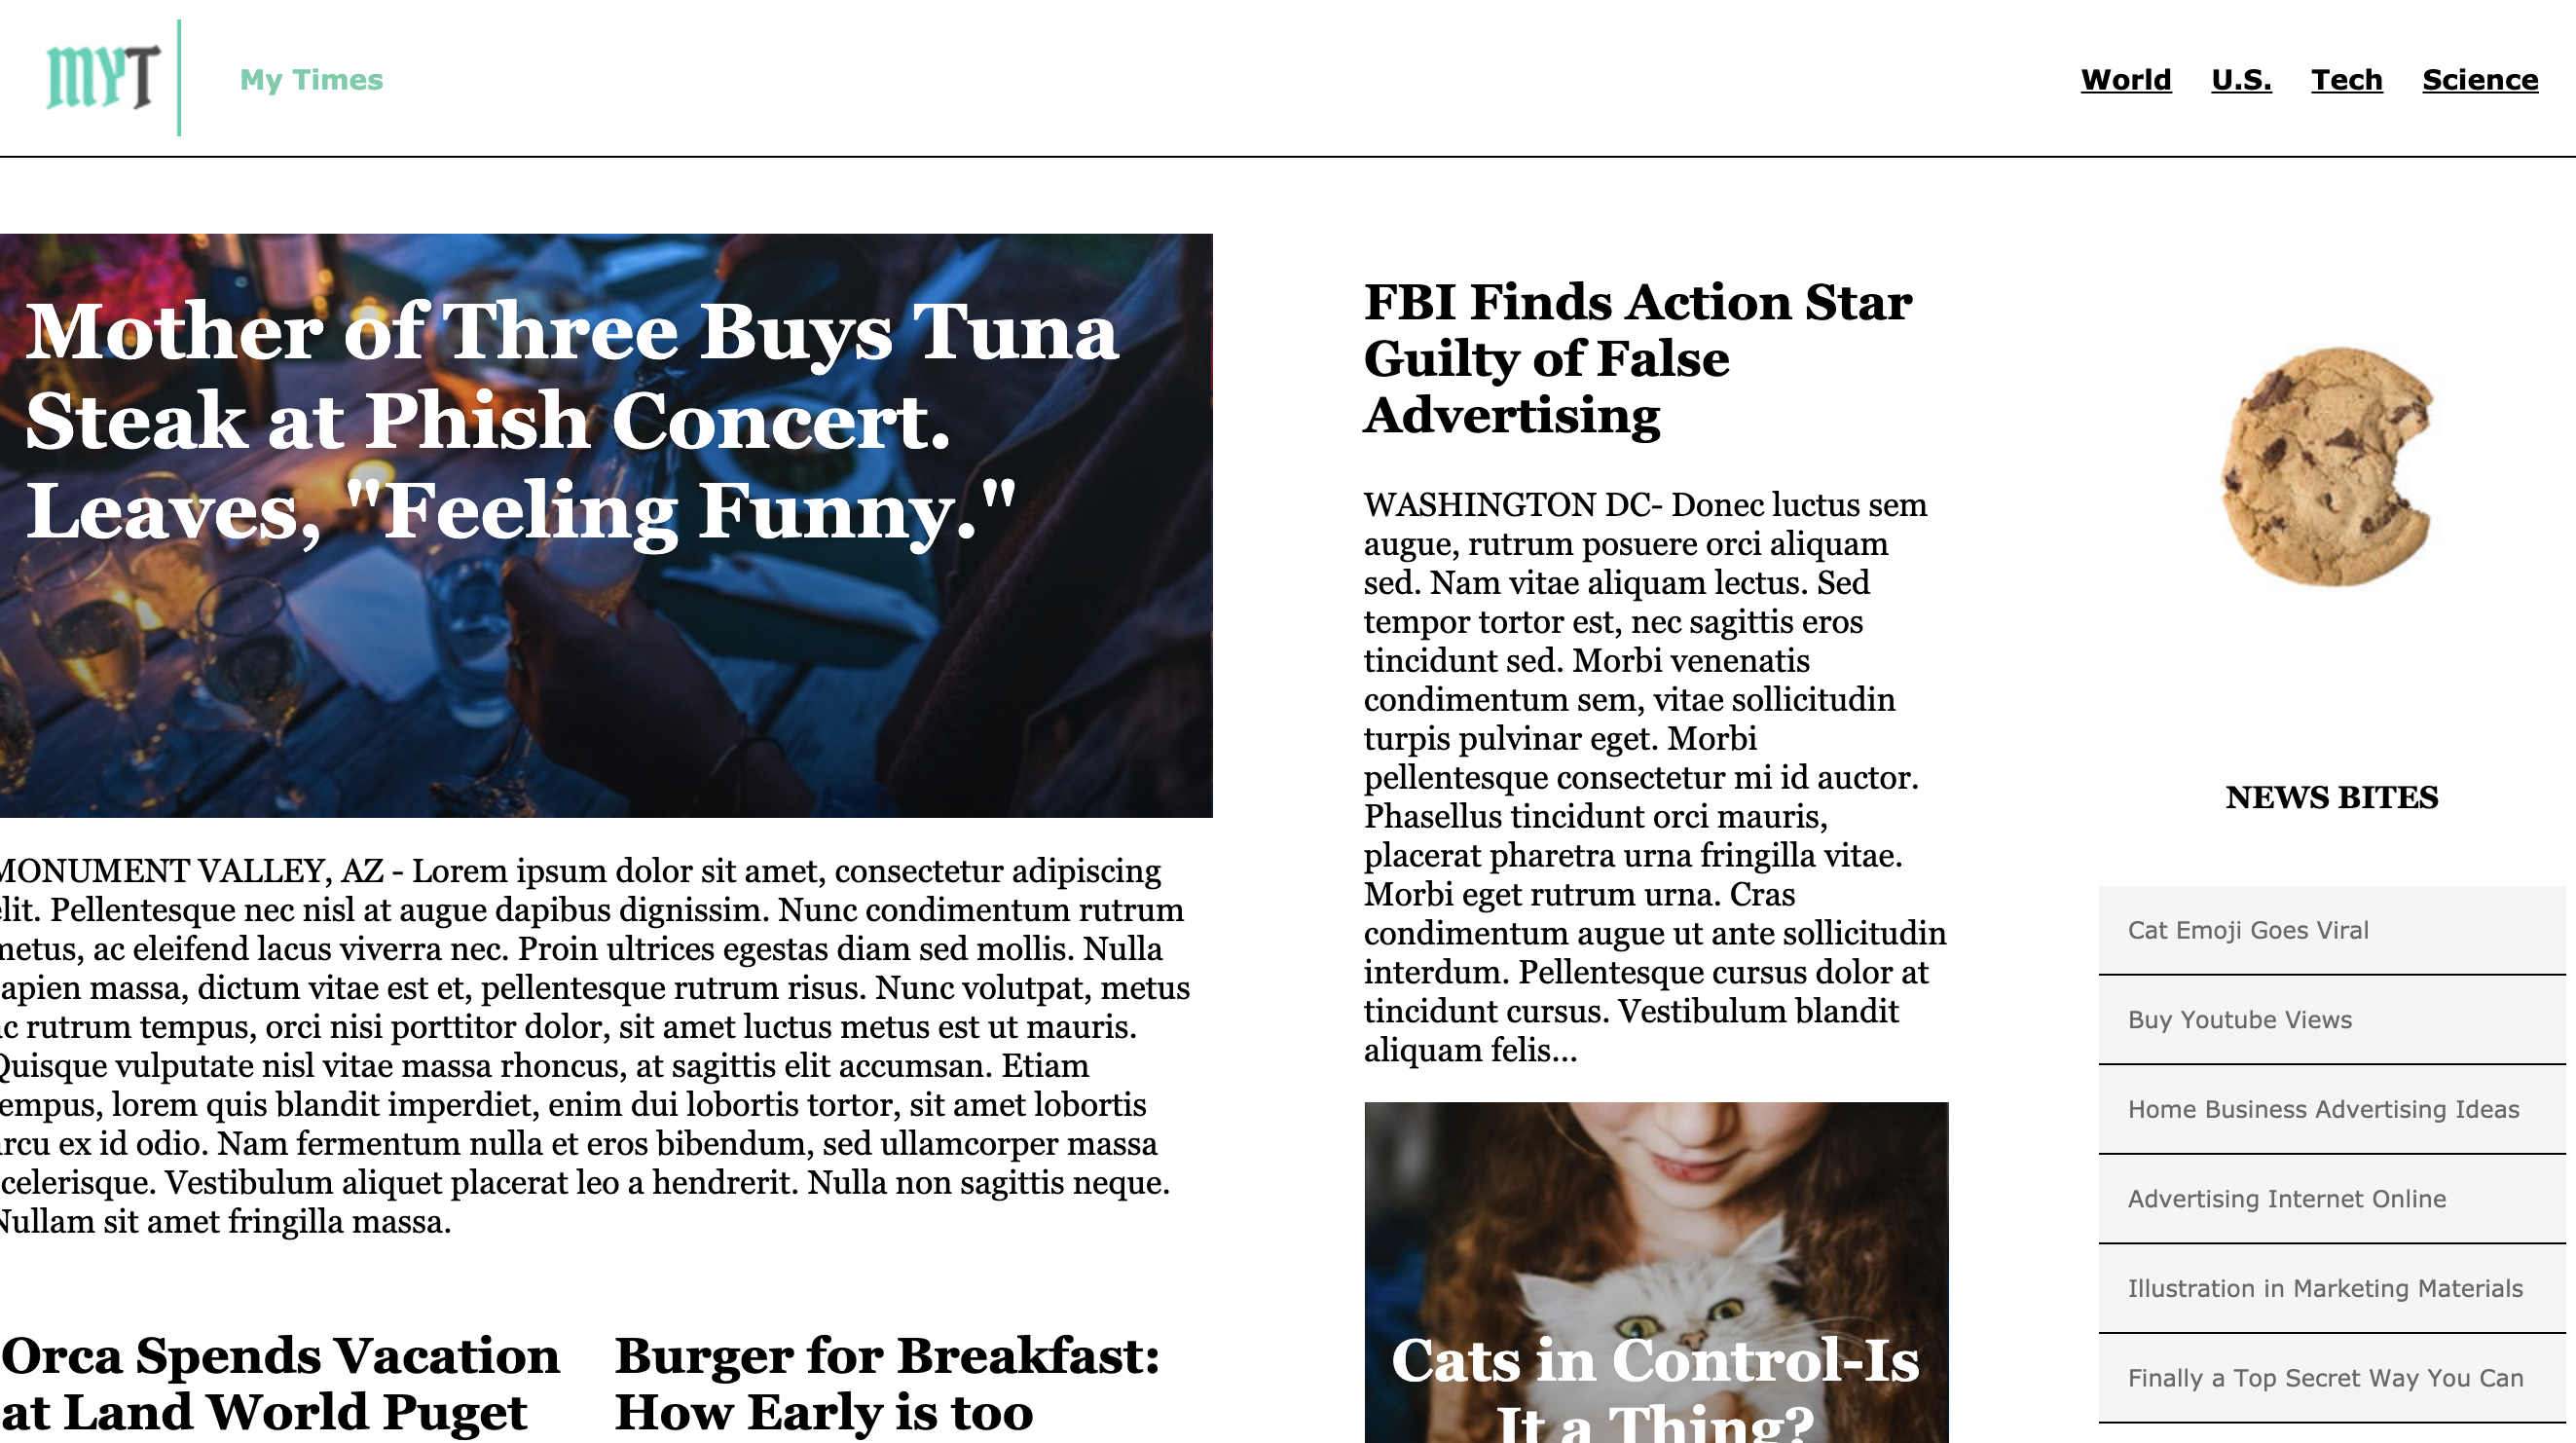 MYT
My Times
World U.S. Tech Science
Mother of Three Buys Tuna
Steak at Phish Concert.
Leaves, "Feeling Funny."
MONUMENT VALLEY, AZ - Lorem ipsum dolor sit amet, consectetur adipiscing
elit. Pellentesque nec nisl at augue dapibus dignissim. Nunc condimentum rutrum
metus, ac eleifend lacus viverra nec. Proin ultrices egestas diam sed mollis. Nulla
sapien massa, dictum vitae est et, pellentesque rutrum risus. Nunc volutpat, metus
ac rutrum tempus, orci nisi porttitor dolor, sit amet luctus metus est ut mauris.
Quisque vulputate nisl vitae massa rhoncus, at sagittis elit accumsan. Etiam
tempus, lorem quis blandit imperdiet, enim dui lobortis tortor, sit amet lobortis
arcu ex id odio. Nam fermentum nulla et eros bibendum, sed ullamcorper massa
scelerisque. Vestibulum aliquet placerat leo a hendrerit. Nulla non sagittis neque.
Nullam sit amet fringilla massa.
Orca Spends Vacation
at Land World Puget
Burger for Breakfast:
How Early is too
FBI Finds Action Star
Guilty of False
Advertising
WASHINGTON DC- Donec luctus sem
augue, rutrum posuere orci aliquam
sed. Nam vitae aliquam lectus. Sed
tempor tortor est, nec sagittis eros
tincidunt sed. Morbi venenatis
condimentum sem, vitae sollicitudin
turpis pulvinar eget. Morbi
pellentesque consectetur mi id auctor.
Phasellus tincidunt orci mauris,
placerat pharetra urna fringilla vitae.
Morbi eget rutrum urna. Cras
condimentum augue ut ante sollicitudin
interdum. Pellentesque cursus dolor at
tincidunt cursus. Vestibulum blandit
aliquam felis...
Cats in Control-Is
It a Thing?
NEWS BITES
Cat Emoji Goes Viral
Buy Youtube Views
Home Business Advertising Ideas
Advertising Internet Online
Illustration in Marketing Materials
Finally a Top Secret Way You Can